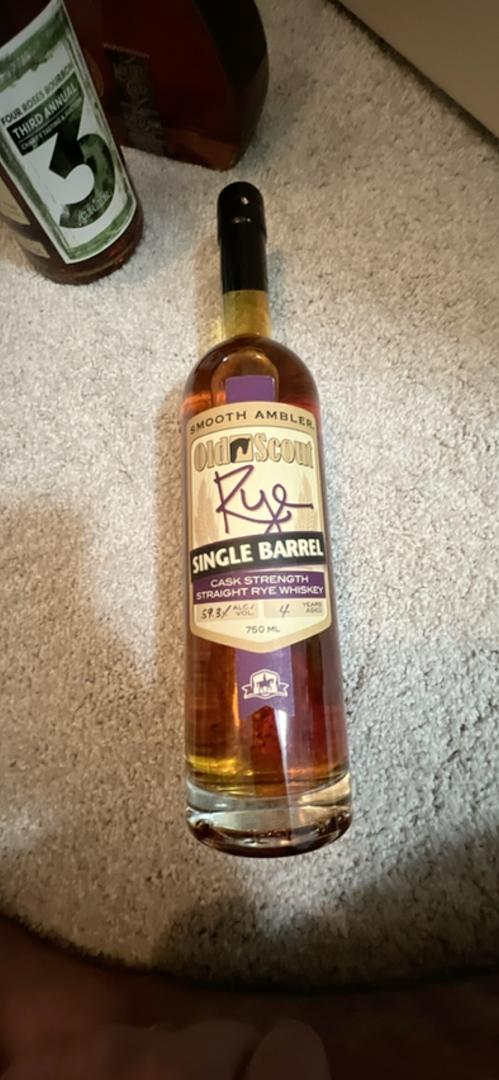 FOUR ROSES BOURBON
THIRD ANNUAL
3
SMOOTH AMBLER
Old Scout
Rye
SINGLE BARREL
CASK STRENGTH
STRAIGHT RYE WHISKEY
59.3% ALC/VOL 4 YEARS AGED
750 ML